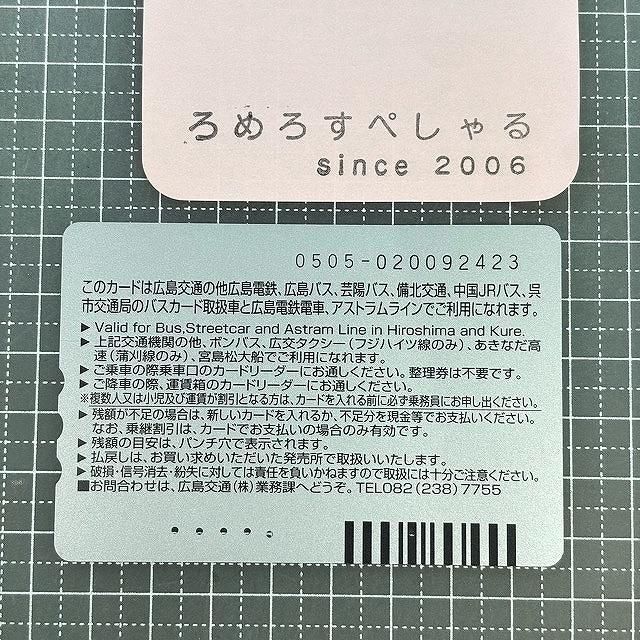 ろめろすぺしゃる
since 2006
0505-020092423
このカードは広島交通の他広島電鉄、広島バス、芸陽バス、備北交通、中国JRバス、呉
市交通局のバスカード取扱車と広島電鉄電車、アストラムラインでご利用になれます。
▶Valid for Bus,Streetcar and Astram Line in Hiroshima and Kure.
▶上記交通機関の他、ボンバス、広交タクシー(フジハイツ線のみ)、あきなだ高
速(蒲刈線のみ)、宮島松大船でご利用になれます。
▶ご乗車の際乗車口のカードリーダーにお通しください。整理券は不要です。
▶ご降車の際、運賃箱のカードリーダーにお通しください。
※複数人又は小児及び運賃が割引となる方は、カードを入れる前に必ず乗務員にお申し出ください。
▶残額が不足の場合は、新しいカードを入れるか、不足分を現金等でお支払いください。
なお、乗継割引は、カードでお支払いの場合のみ有効です。
▶残額の目安は、パンチ穴で表示されます。
▶払戻しは、お買い求めいただいた発売所で取扱いいたします。
▶破損・信号消去・紛失に対しては責任を負いかねますので取扱には十分ご注意ください。
■お問合わせは、広島交通(株)業務課へどうぞ。TEL082(238)7755